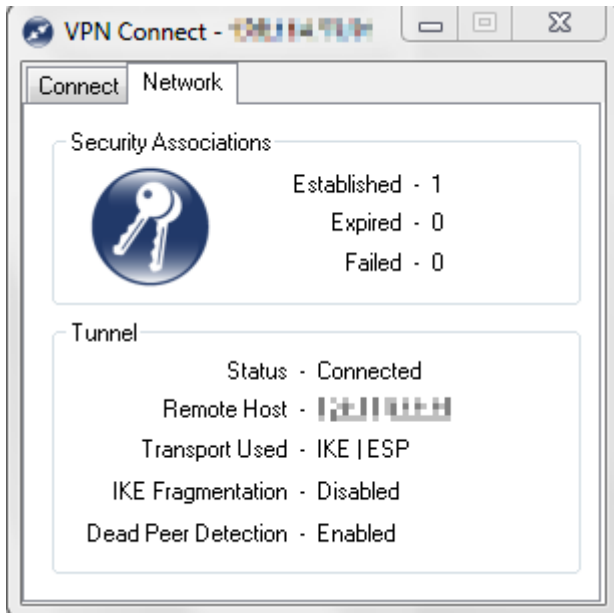 VPN Connect -
Connect Network
Security Associations
Established - 1
Expired - 0
Failed - 0
Tunnel
Status - Connected
Remote Host -
Transport Used - IKE | ESP
IKE Fragmentation - Disabled
Dead Peer Detection - Enabled